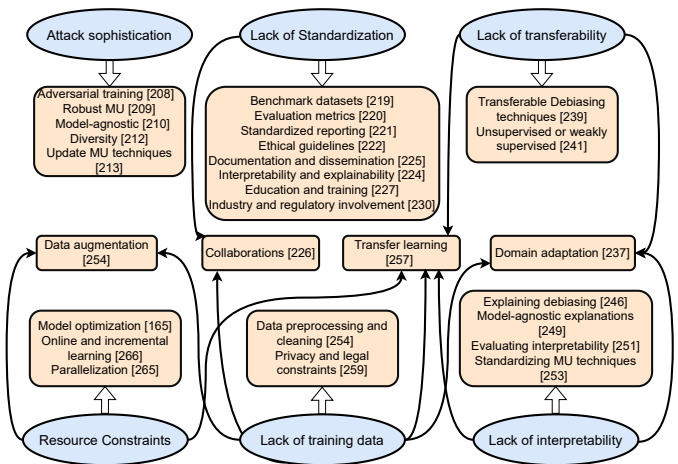 Attack sophistication
Lack of Standardization
Lack of transferability
Adversarial training [208]
Robust MU [209]
Model-agnostic [210]
Diversity [212]
Update MU techniques
[213]
Benchmark datasets [219]
Evaluation metrics [220]
Standardized reporting [221]
Ethical guidelines [222]
Documentation and dissemination [225]
Interpretability and explainability [224]
Education and training [227]
Industry and regulatory involvement [230]
Transferable Debiasing
techniques
[239]
Unsupervised or weakly
supervised [241]
Data augmentation
[254]
Collaborations [226]
Transfer learning
[257]
Domain adaptation [237]
Model optimization [165]
Online and incremental
learning [266]
Parallelization [265]
Data preprocessing and
cleaning [254]
Privacy and legal
constraints [259]
Explaining debiasing [246]
Model-agnostic explanations
[249]
Evaluating interpretability [251]
Standardizing MU techniques
[253]
Resource Constraints
Lack of training data
Lack of interpretability